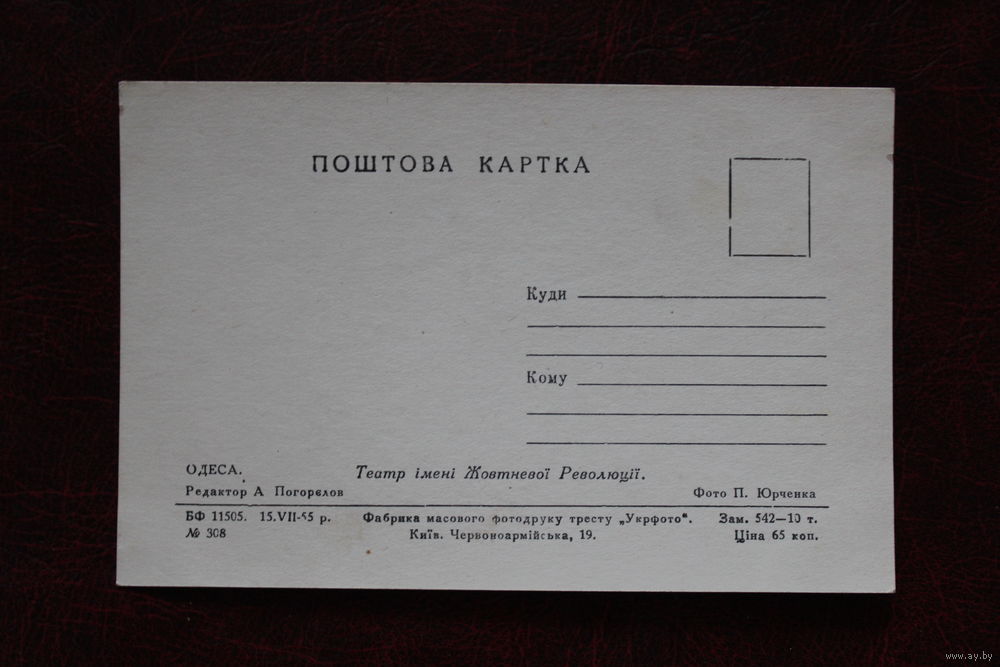 ПОШТОВА КАРТКА
Куди
Кому
ОДЕСА. Театр імені Жовтневої Революції.
Редактор А Погорєлов Фото П. Юрченка
БФ 11505. 15.VII-55 р. Фабрика масового фотодруку тресту „Укрфото“. Зам. 542—10 т.
№ 308 Київ. Червоноармійська, 19. Ціна 65 коп.
www.ay.by